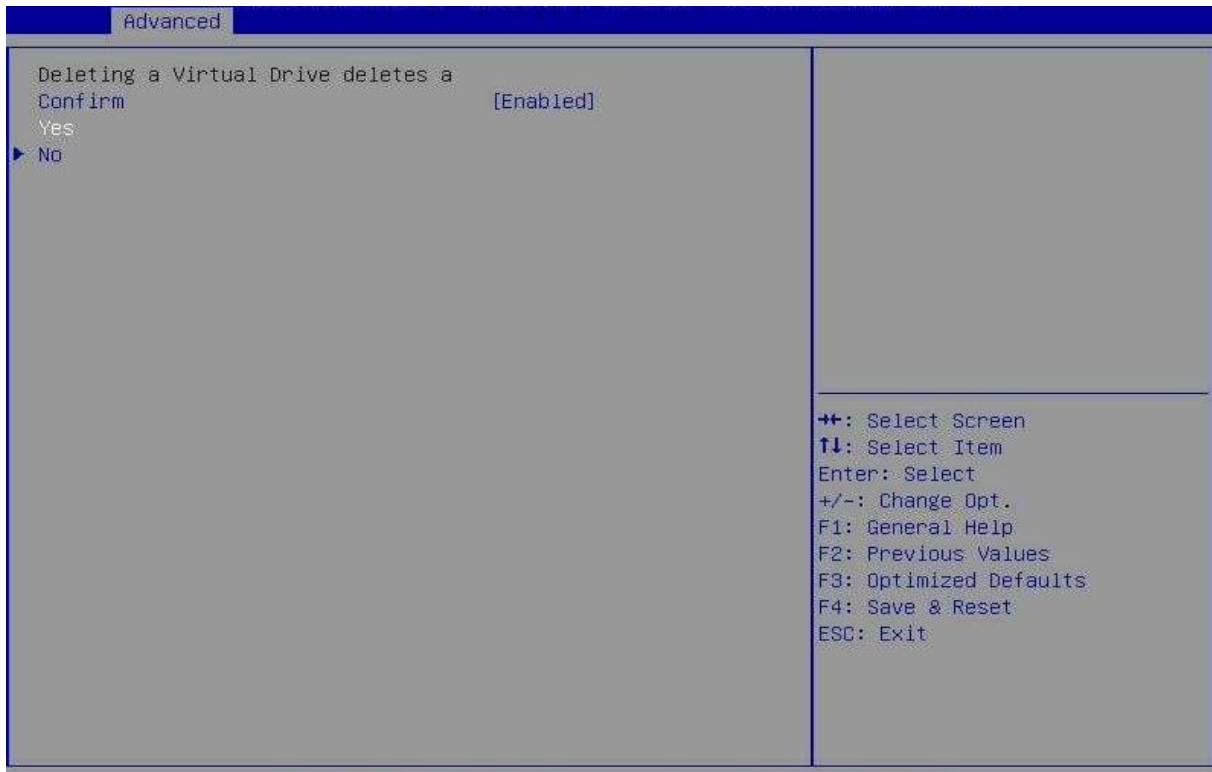 Advanced
Deleting a Virtual Drive deletes a
Confirm [Enabled]
Yes
► No
→←: Select Screen
↑↓: Select Item
Enter: Select
+/-: Change Opt.
F1: General Help
F2: Previous Values
F3: Optimized Defaults
F4: Save & Reset
ESC: Exit